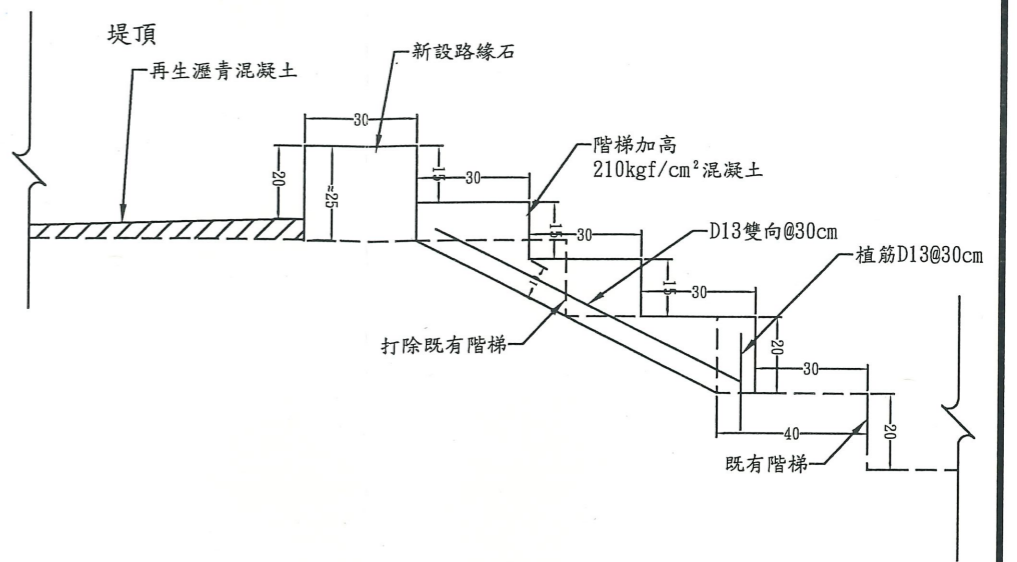 堤頂
新設路緣石
再生瀝青混凝土
30
階梯加高
210kgf/cm²混凝土
20
≈25
15
30
15
30
D13雙向@30cm
植筋D13@30cm
15
30
打除既有階梯
20
30
40
20
既有階梯